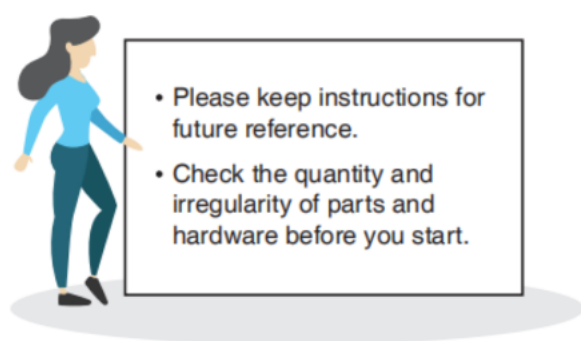 • Please keep instructions for
future reference.
• Check the quantity and
irregularity of parts and
hardware before you start.